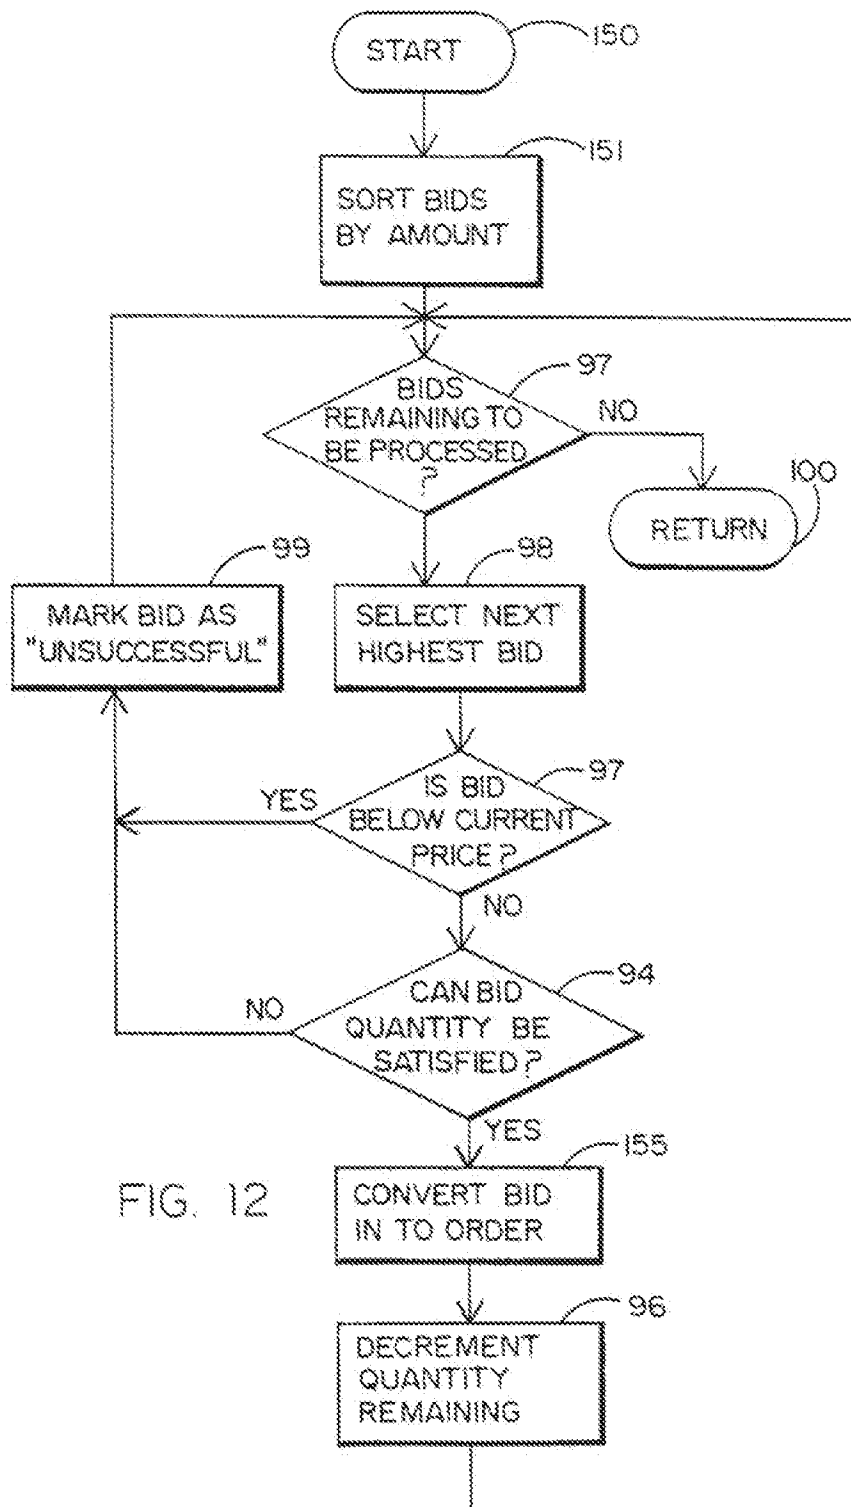 START
150
151
SORT BIDS
BY AMOUNT
97
BIDS
REMAINING TO
BE PROCESSED
?
NO
100
RETURN
99
MARK BID AS
"UNSUCCESSFUL"
98
SELECT NEXT
HIGHEST BID
97
YES
IS BID
BELOW CURRENT
PRICE?
NO
94
NO
CAN BID
QUANTITY BE
SATISFIED?
YES
155
FIG. 12
CONVERT BID
IN TO ORDER
96
DECREMENT
QUANTITY
REMAINING